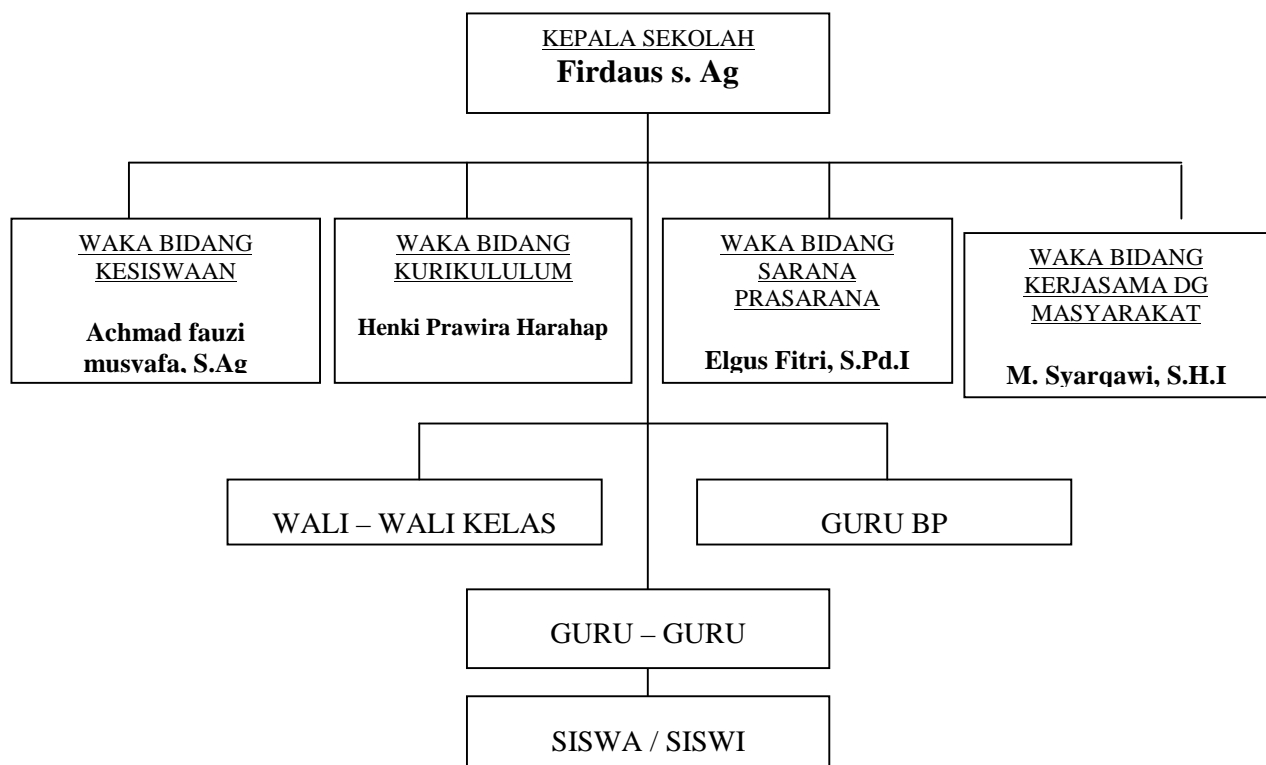 KEPALA SEKOLAH
Firdaus s. Ag
WAKA BIDANG
KESISWAAN
Achmad fauzi
musyafa, S.Ag
WAKA BIDANG
KURIKULULUM
Henki Prawira Harahap
WAKA BIDANG
SARANA
PRASARANA
Elgus Fitri, S.Pd.I
WAKA BIDANG
KERJASAMA DG
MASYARAKAT
M. Syarqawi, S.H.I
WALI – WALI KELAS
GURU BP
GURU – GURU
SISWA / SISWI